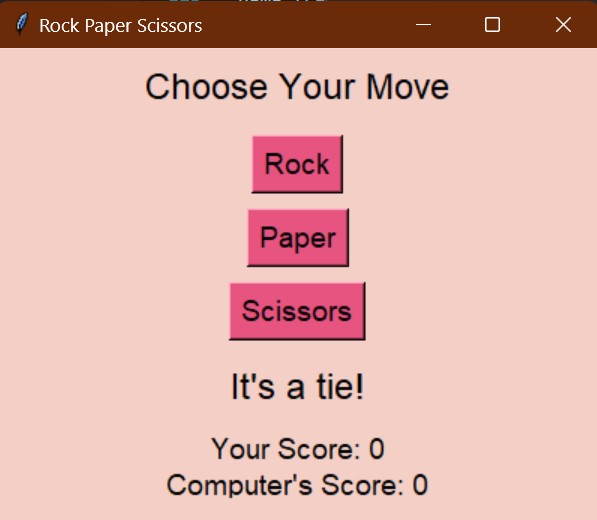 Rock Paper Scissors
Choose Your Move
Rock
Paper
Scissors
It's a tie!
Your Score: 0
Computer's Score: 0